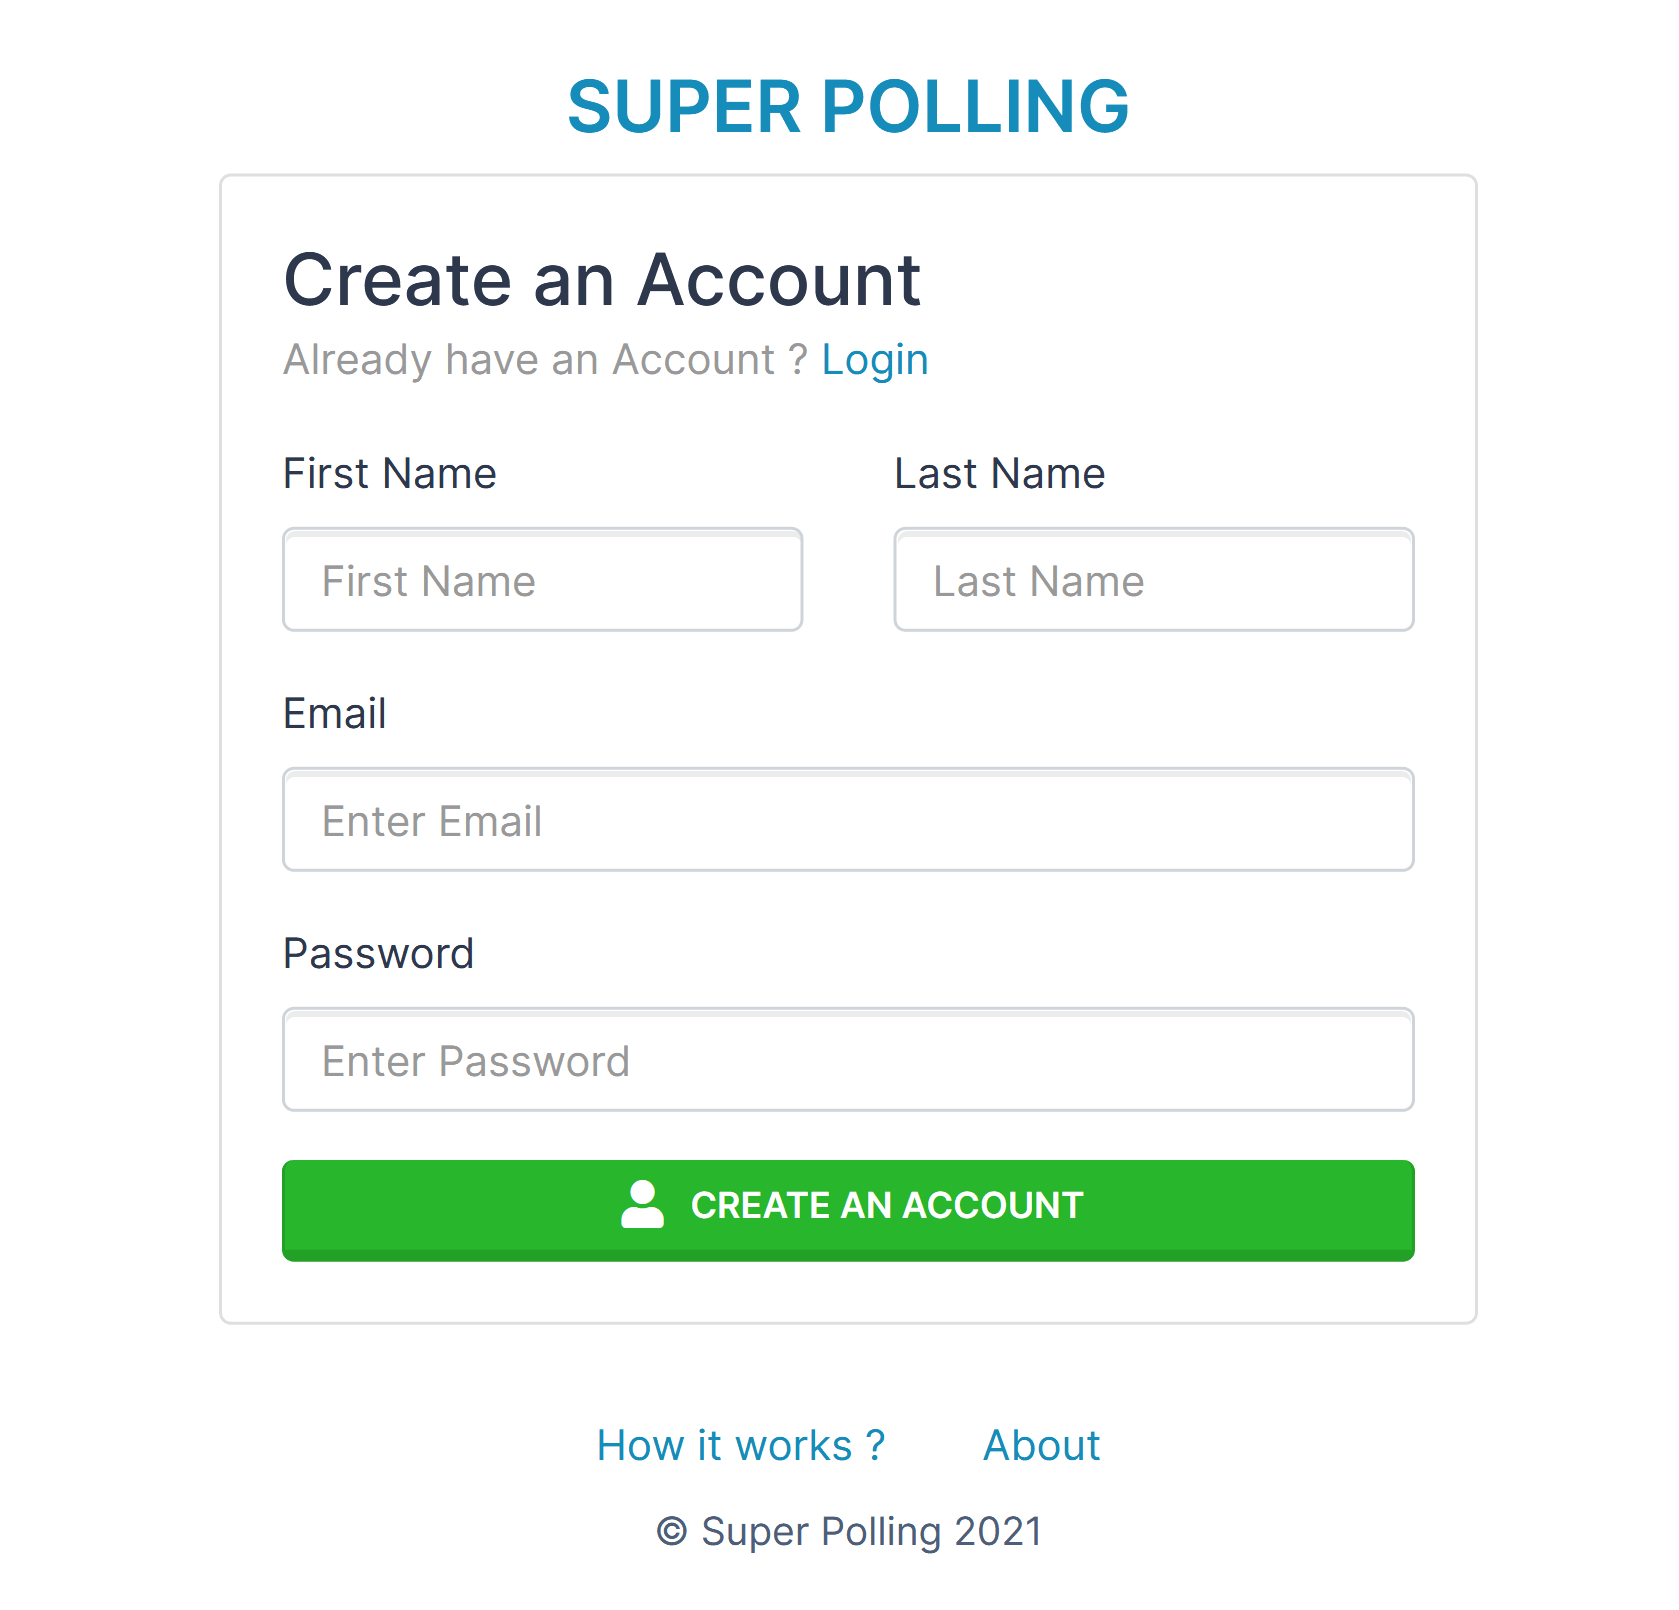 SUPER POLLING
Create an Account
Already have an Account ? Login
First Name Last Name
First Name Last Name
Email
Enter Email
Password
Enter Password
CREATE AN ACCOUNT
How it works ? About
© Super Polling 2021